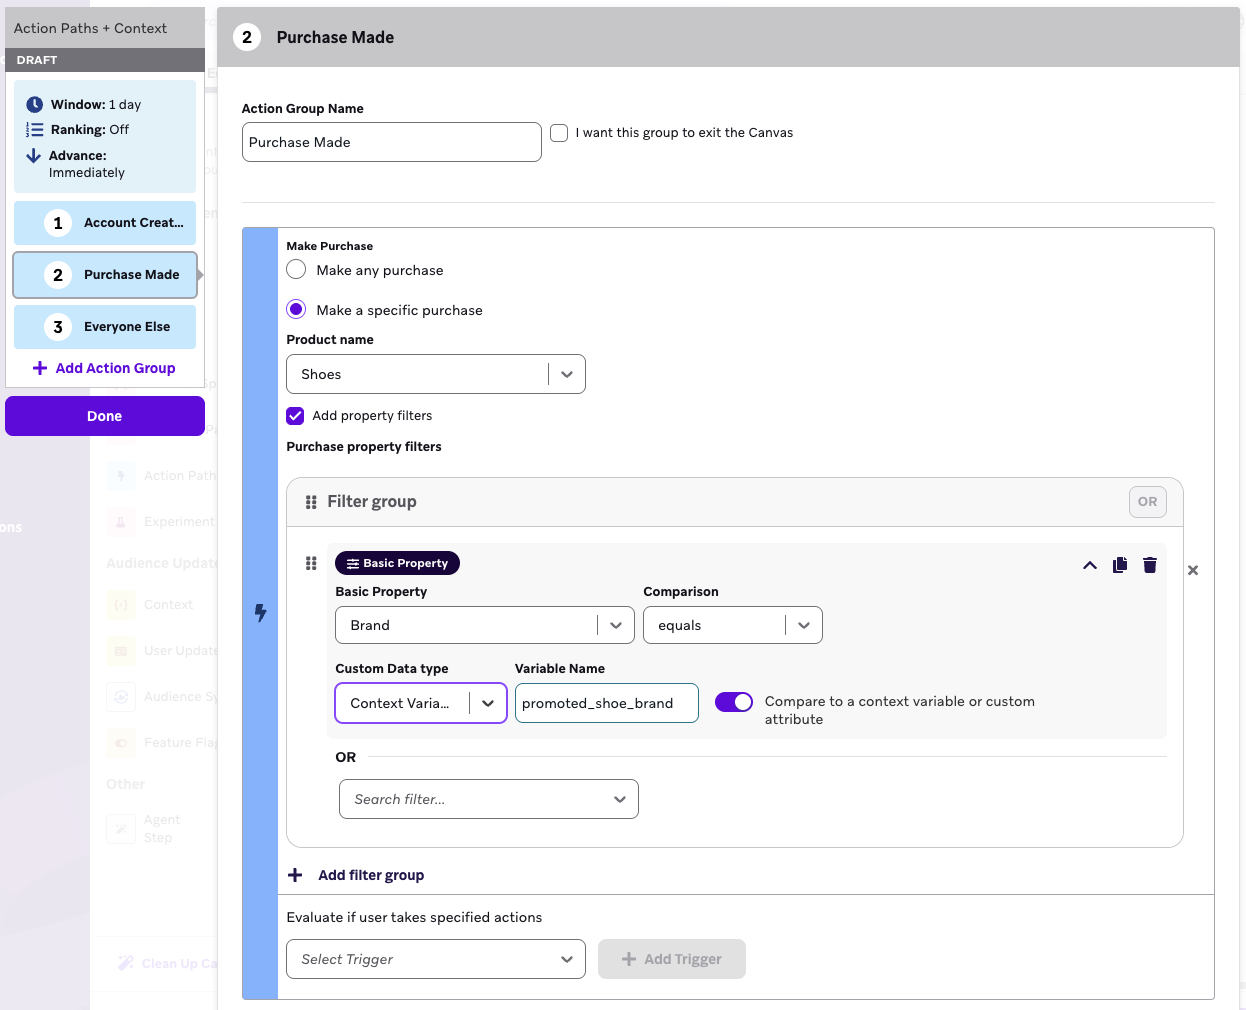 Action Paths + Context
DRAFT
Window: 1 day
Ranking: Off
Advance:
Immediately
1 Account Creat...
2 Purchase Made
3 Everyone Else
Add Action Group
Done
ons
Action Path
Experiment
Audience Update
Context
User Update
Audience Sy
Feature Flag
Other
Agent
Step
Clean Up Ca
2 Purchase Made
Action Group Name
Purchase Made
I want this group to exit the Canvas
Make Purchase
Make any purchase
Make a specific purchase
Product name
Shoes
Add property filters
Purchase property filters
Filter group
OR
Basic Property
Basic Property
Comparison
Brand
equals
Custom Data type
Variable Name
Context Varia...
promoted_shoe_brand
Compare to a context variable or custom
attribute
OR
Search filter...
Add filter group
Evaluate if user takes specified actions
Select Trigger
Add Trigger